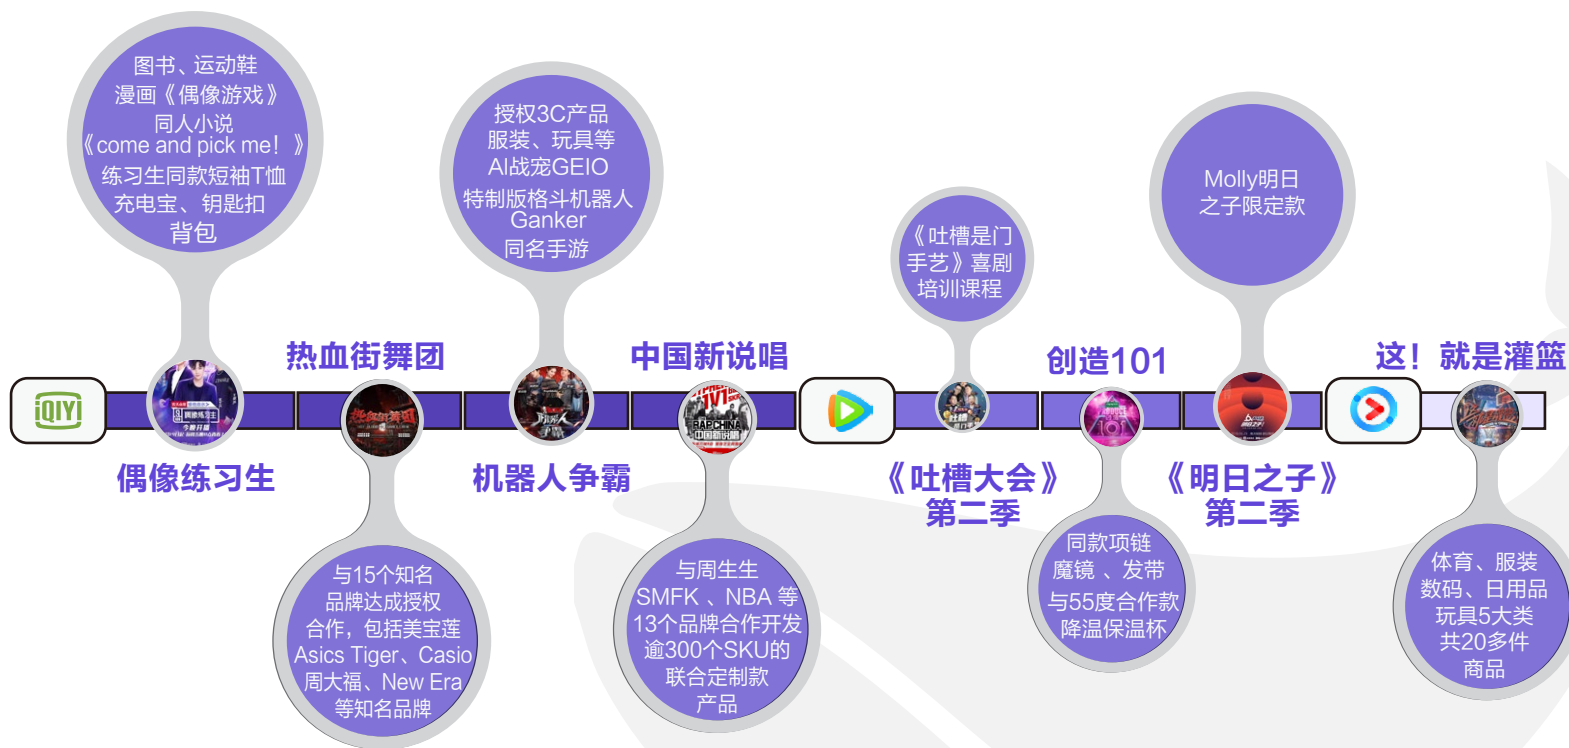 图书、运动鞋
漫画《偶像游戏》
同人小说
《come and pick me！》
练习生同款短袖T恤
充电宝、钥匙扣
背包
授权3C产品
服装、玩具等
AI战宠GEIO
特制版格斗机器人
Ganker
同名手游
《吐槽是门
手艺》喜剧
培训课程
Molly明日
之子限定款
热血街舞团
中国新说唱
创造101
这！就是灌篮
iQIYI
偶像练习生
机器人争霸
《吐槽大会》
第二季
《明日之子》
第二季
与15个知名
品牌达成授权
合作，包括美宝莲
Asics Tiger、Casio
周大福、New Era
等知名品牌
与周生生
SMFK 、NBA 等
13个品牌合作开发
逾300个SKU的
联合定制款
产品
同款项链
魔镜 、发带
与55度合作款
降温保温杯
体育、服装
数码、日用品
玩具5大类
共20多件
商品